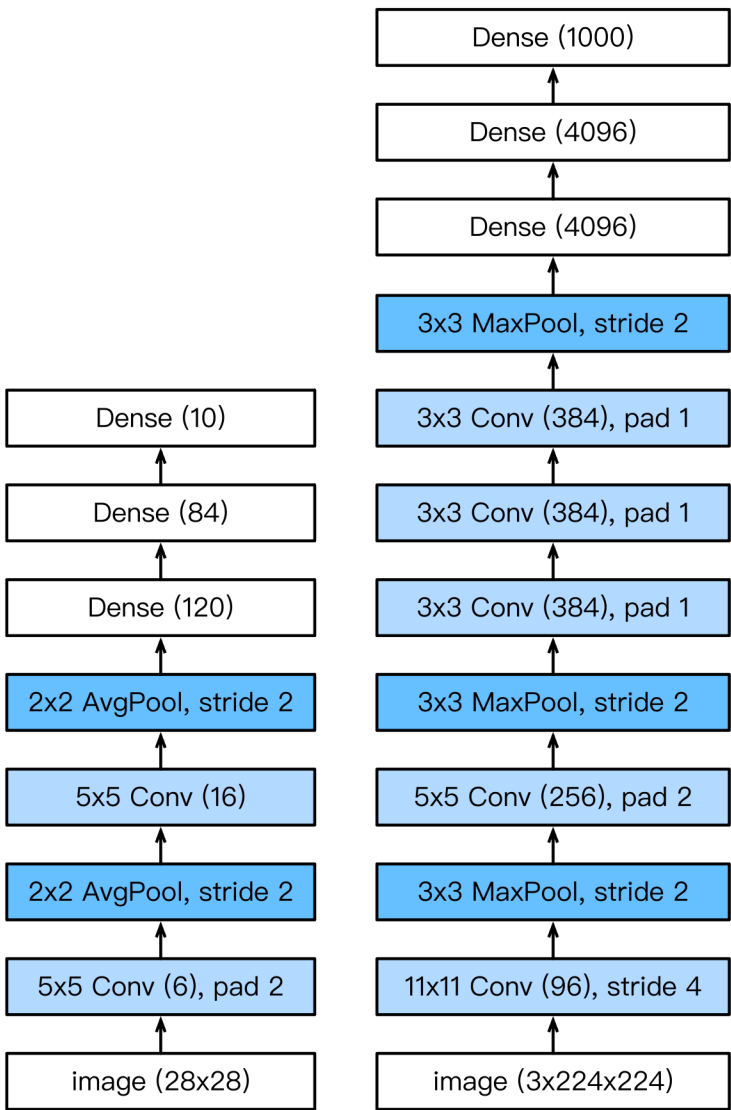 Dense (10)
Dense (84)
Dense (120)
2x2 AvgPool, stride 2
5x5 Conv (16)
2x2 AvgPool, stride 2
5x5 Conv (6), pad 2
image (28x28)
Dense (1000)
Dense (4096)
Dense (4096)
3x3 MaxPool, stride 2
3x3 Conv (384), pad 1
3x3 Conv (384), pad 1
3x3 Conv (384), pad 1
3x3 MaxPool, stride 2
5x5 Conv (256), pad 2
3x3 MaxPool, stride 2
11x11 Conv (96), stride 4
image (3x224x224)